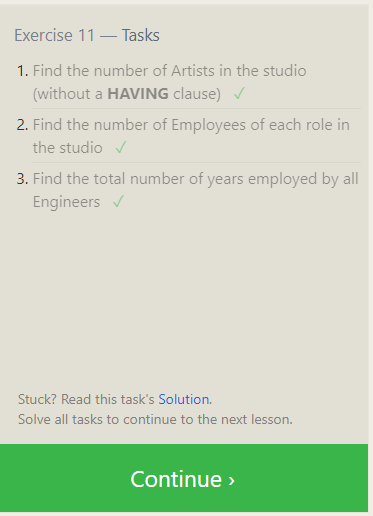 Exercise 11 — Tasks
1. Find the number of Artists in the studio
(without a HAVING clause) ✓
2. Find the number of Employees of each role in
the studio ✓
3. Find the total number of years employed by all
Engineers ✓
Stuck? Read this task's Solution.
Solve all tasks to continue to the next lesson.
Continue ›